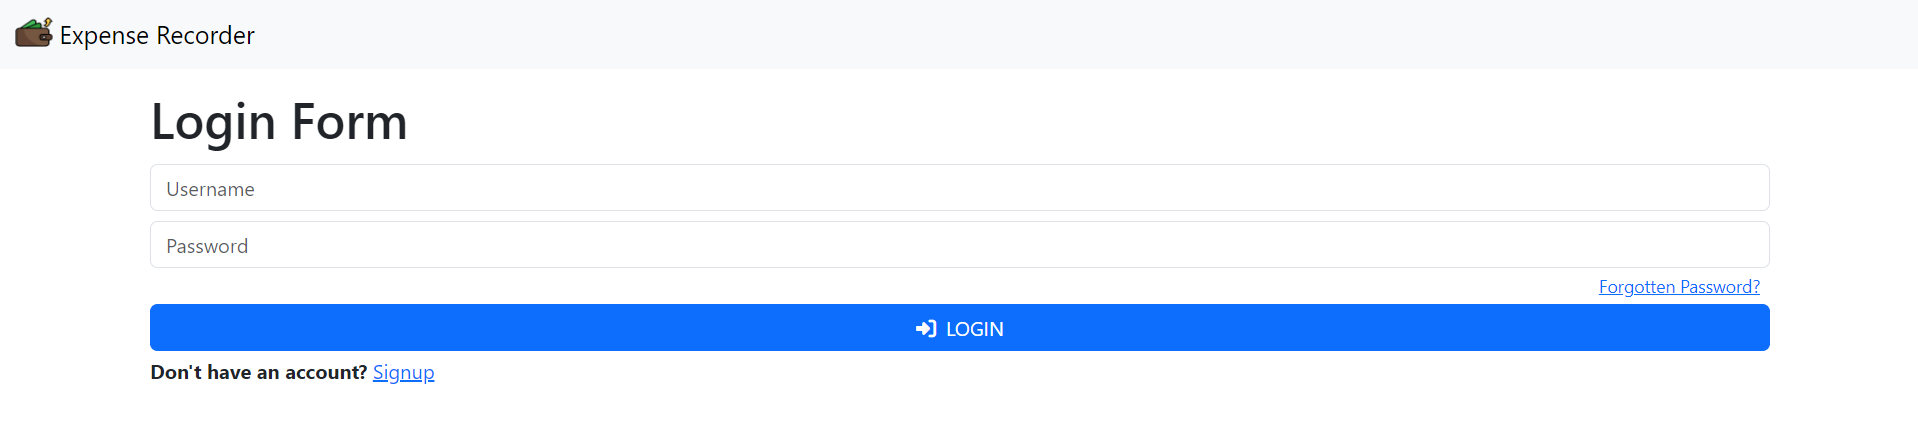 Expense Recorder
Login Form
Username
Password
Forgotten Password?
LOGIN
Don't have an account? Signup